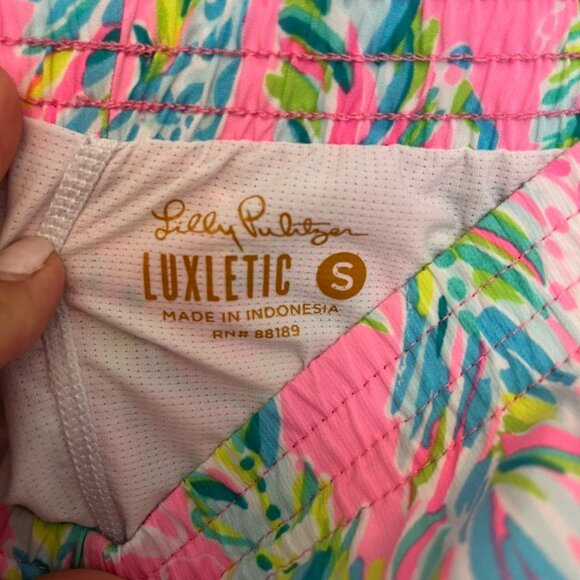 Lilly Pulitzer
LUXLETIC S
MADE IN INDONESIA
RN# 88189